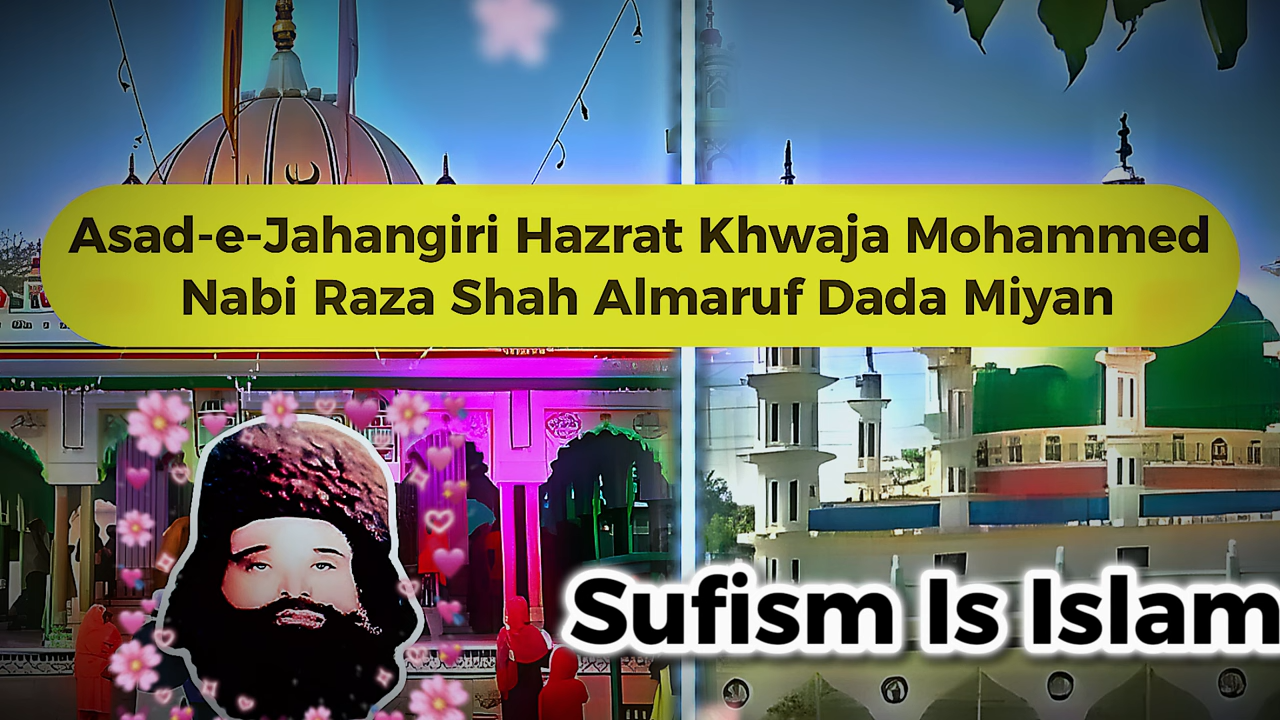 Asad-e-Jahangiri Hazrat Khwaja Mohammed
Nabi Raza Shah Almaruf Dada Miyan
Sufism Is Islam